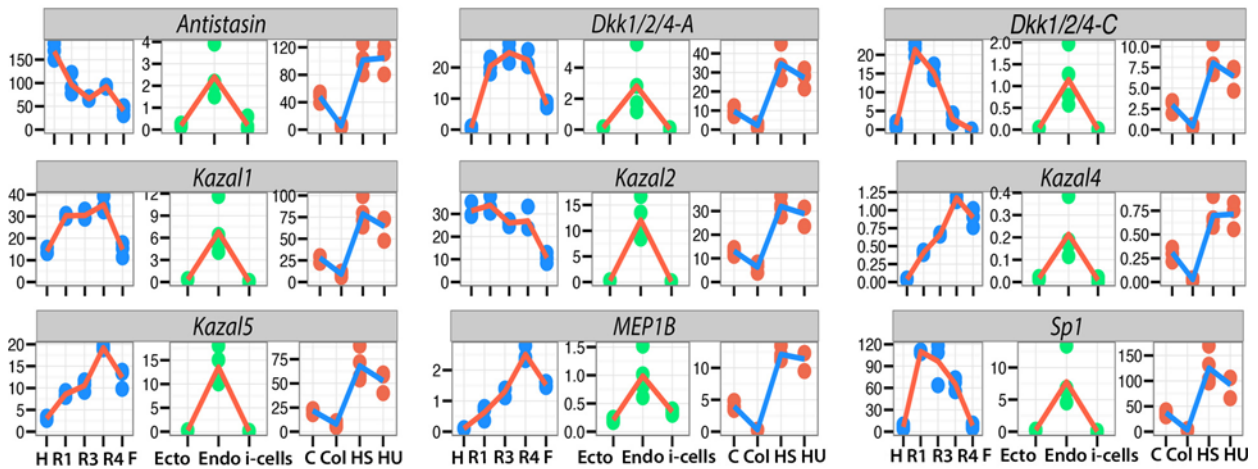 Antistasin Dkk1/2/4-A Dkk1/2/4-C
150 100 50 0 4 3 2 1 0 120 80 40 0 20 10 0 4 2 0 40 30 20 10 0 20 15 10 5 0 2.0 1.5 1.0 0.5 0.0 10.0 7.5 5.0 2.5 0.0
Kazal1 Kazal2 Kazal4
40 30 20 10 0 12 9 6 3 0 100 75 50 25 0 30 20 10 0 15 10 5 0 30 20 10 0 1.25 1.00 0.75 0.50 0.25 0.00 0.4 0.3 0.2 0.1 0.0 0.75 0.50 0.25 0.00
Kazal5 MEP1B Sp1
20 15 10 5 0 15 10 5 0 75 50 25 0 2 1 0 1.5 1.0 0.5 0.0 10 5 0 120 90 60 30 0 10 5 0 150 100 50 0
H R1 R3 R4 F Ecto Endo i-cells C Col HS HU H R1 R3 R4 F Ecto Endo i-cells C Col HS HU H R1 R3 R4 F Ecto Endo i-cells C Col HS HU